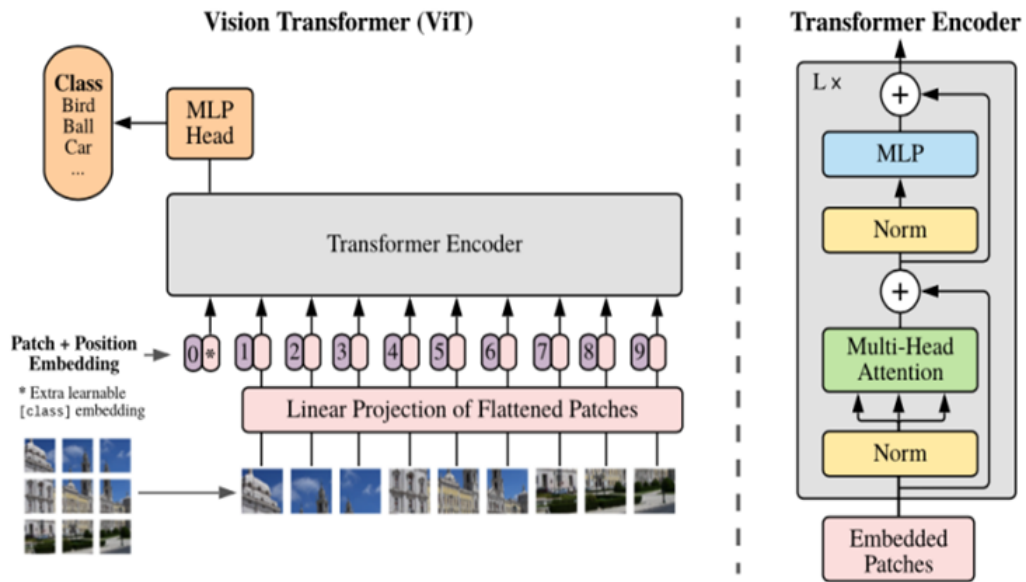 Vision Transformer (ViT)
Class
Bird
Ball
Car
...
MLP
Head
Transformer Encoder
Patch + Position
Embedding
0 * 1 2 3 4 5 6 7 8 9
* Extra learnable
[class] embedding
Linear Projection of Flattened Patches
Transformer Encoder
L x
+
MLP
Norm
+
Multi-Head
Attention
Norm
Embedded
Patches